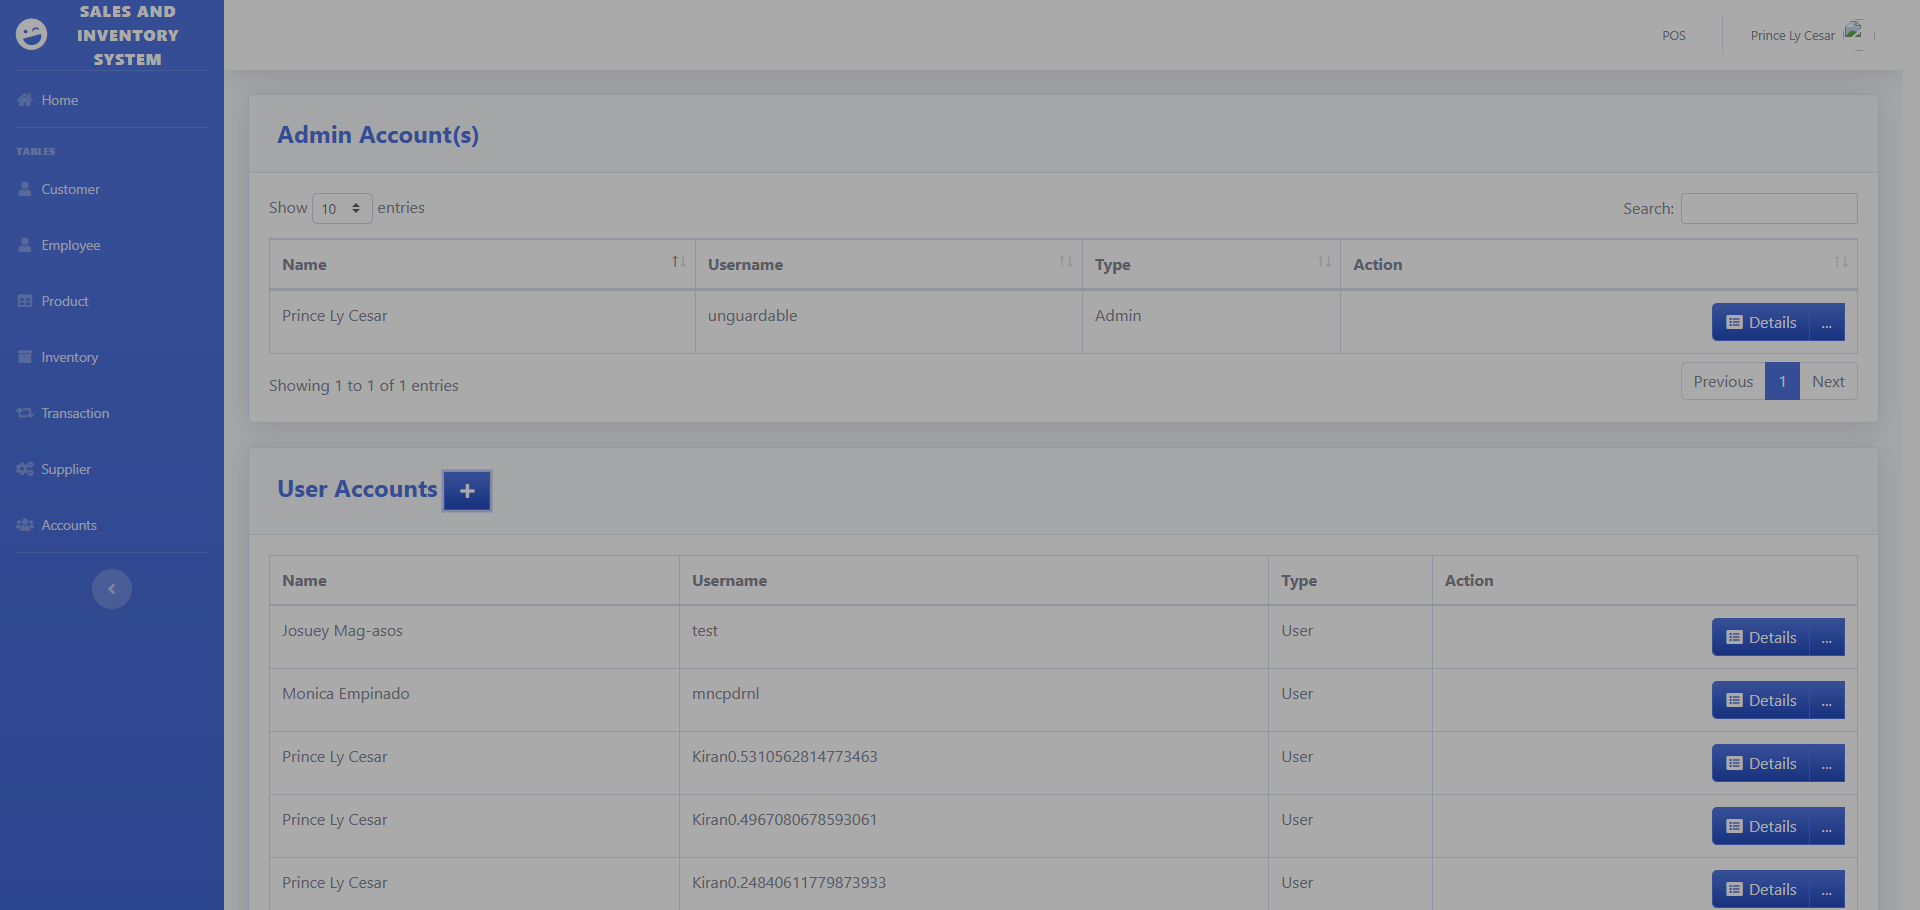 SALES AND
INVENTORY
SYSTEM
POS
Prince Ly Cesar
Home
TABLES
Customer
Employee
Product
Inventory
Transaction
Supplier
Accounts
Admin Account(s)
Show 10 entries
Search:
Name Username Type Action
Prince Ly Cesar unguardable Admin Details ...
Showing 1 to 1 of 1 entries
Previous 1 Next
User Accounts +
Name Username Type Action
Josuey Mag-asos test User Details ...
Monica Empinado mncpdrnl User Details ...
Prince Ly Cesar Kiran0.5310562814773463 User Details ...
Prince Ly Cesar Kiran0.4967080678593061 User Details ...
Prince Ly Cesar Kiran0.24840611779873933 User Details ...